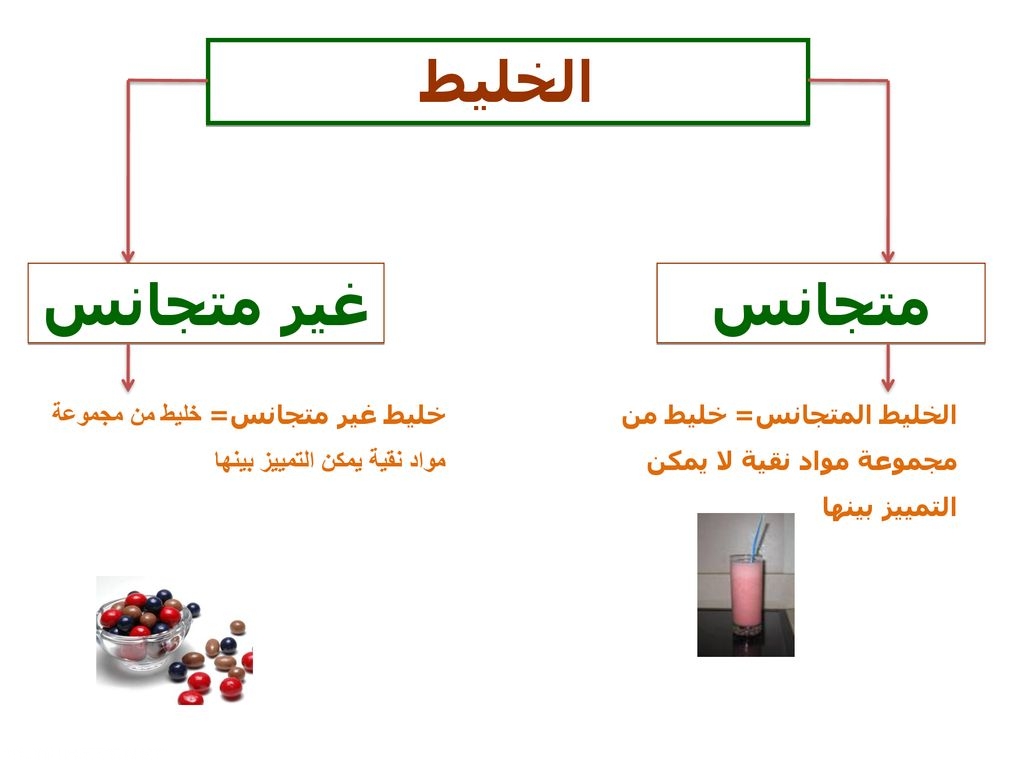 الخليط
متجانس
غير متجانس
الخليط المتجانس= خليط من
مجموعة مواد نقية لا يمكن
التمييز بينها
خليط غير متجانس= خليط من مجموعة
مواد نقية يمكن التمييز بينها